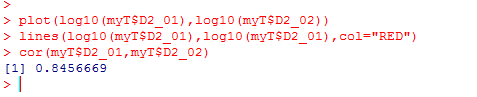 >
> plot(log10(myT$D2_01),log10(myT$D2_02))
> lines(log10(myT$D2_01),log10(myT$D2_01),col="RED")
> cor(myT$D2_01,myT$D2_02)
[1] 0.8456669
>